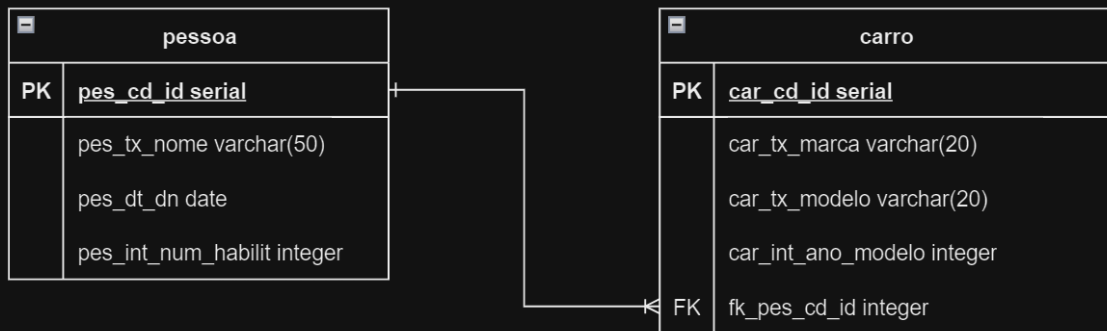 pessoa
PK pes_cd_id serial
pes_tx_nome varchar(50)
pes_dt_dn date
pes_int_num_habilit integer
carro
PK car_cd_id serial
car_tx_marca varchar(20)
car_tx_modelo varchar(20)
car_int_ano_modelo integer
FK fk_pes_cd_id integer